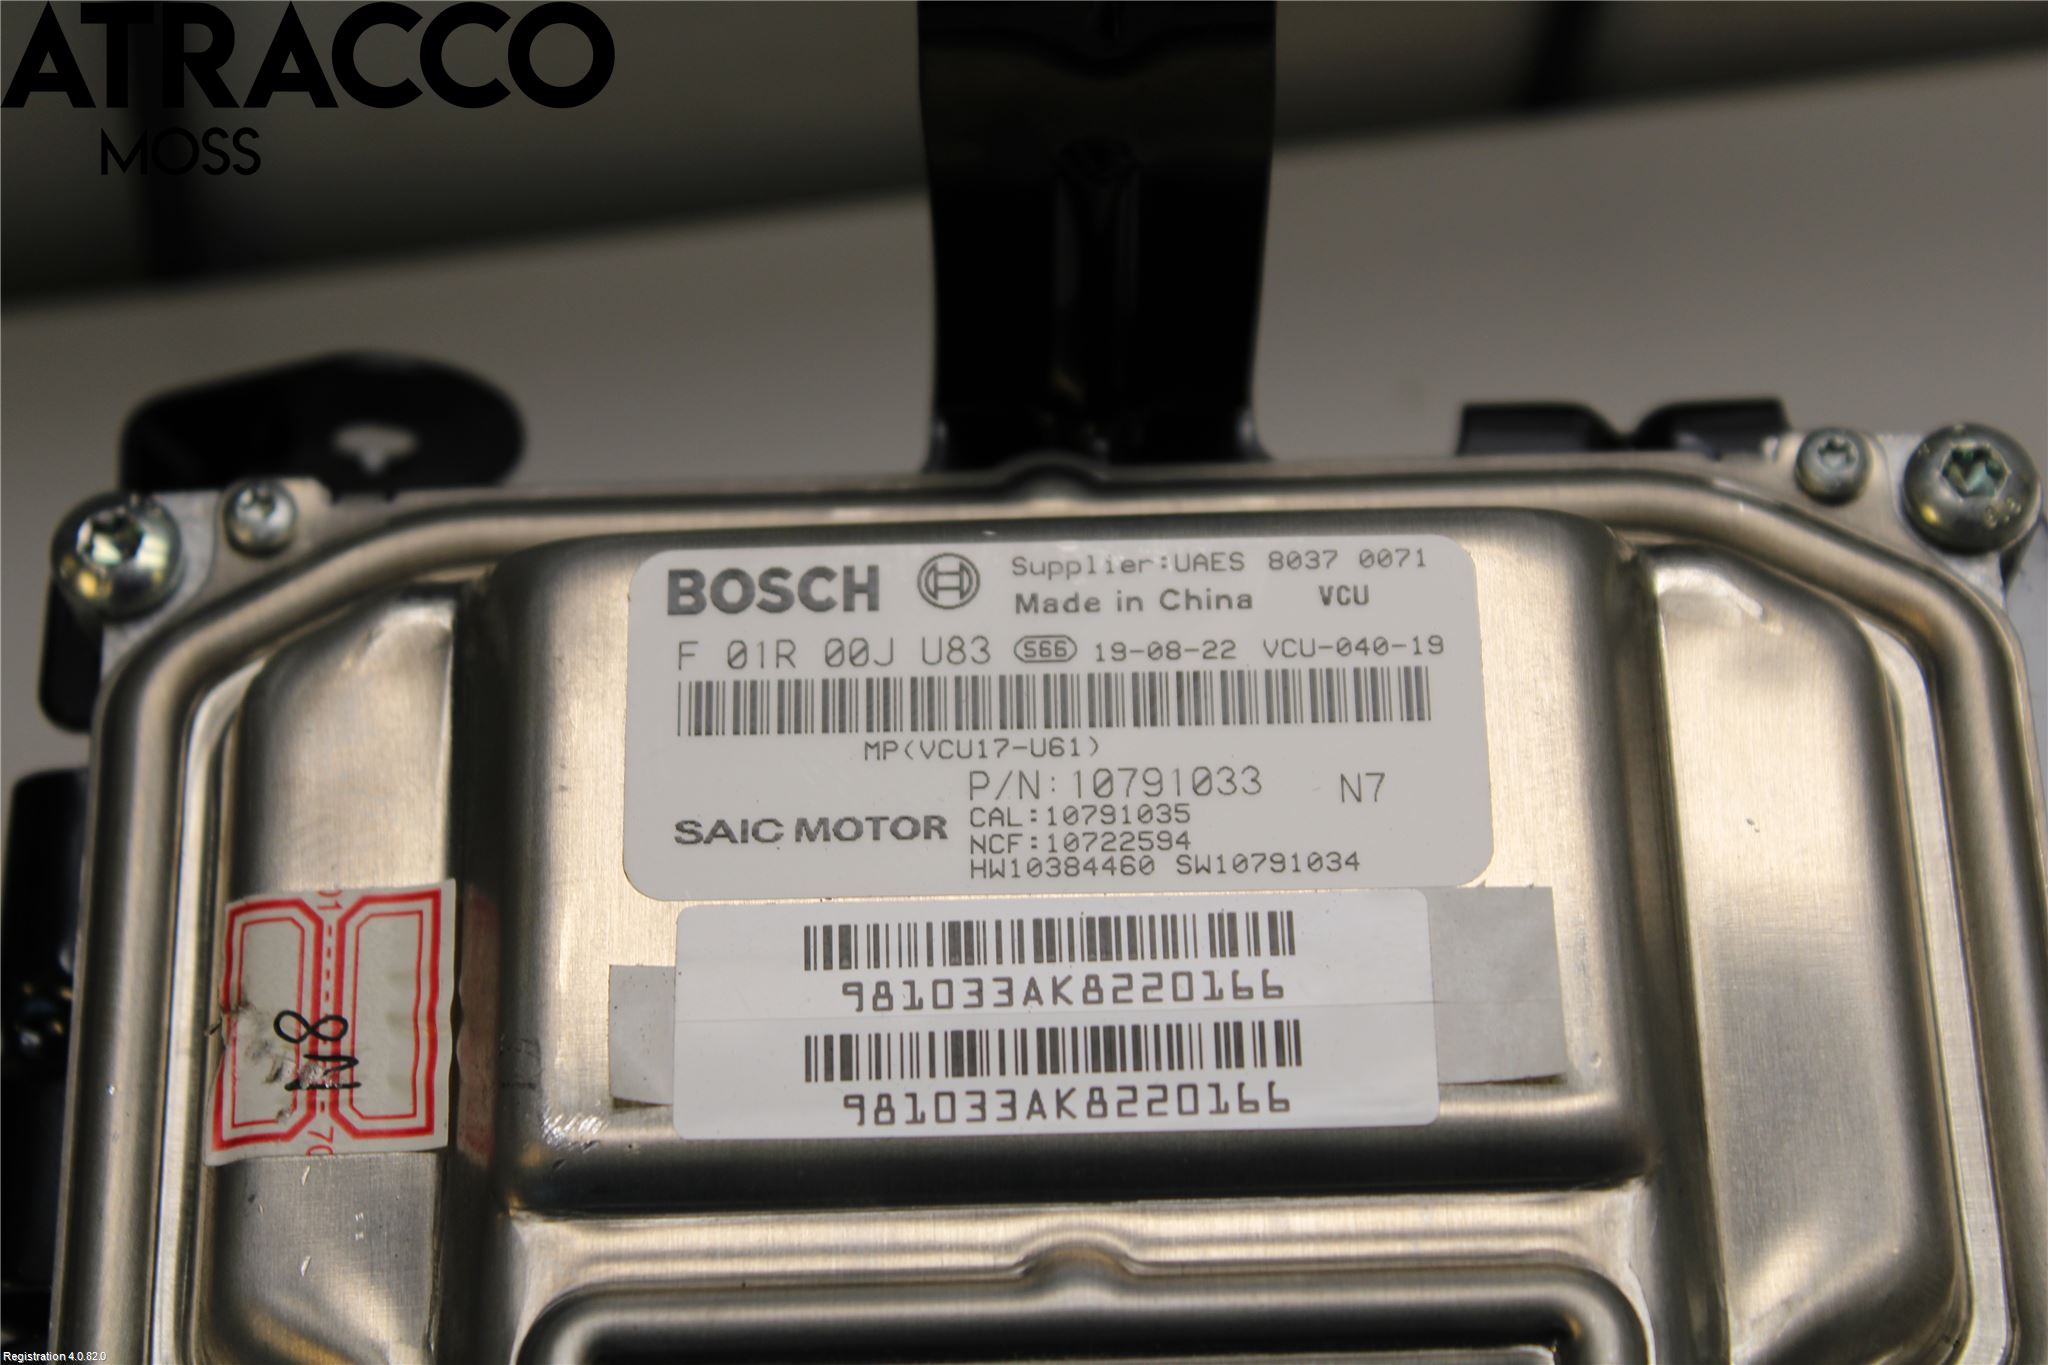 ATRACCO
MOSS
BOSCH
Supplier:UAES 8037 0071
Made in China VCU
F 01R 00J U83 S66 19-08-22 VCU-040-19
MP(VCU17-U61)
P/N:10791033 N7
SAIC MOTOR
CAL:10791035
NCF:10722594
HW10384460 SW10791034
981033AK8220166
981033AK8220166
N8
Registration 4.0.82.0